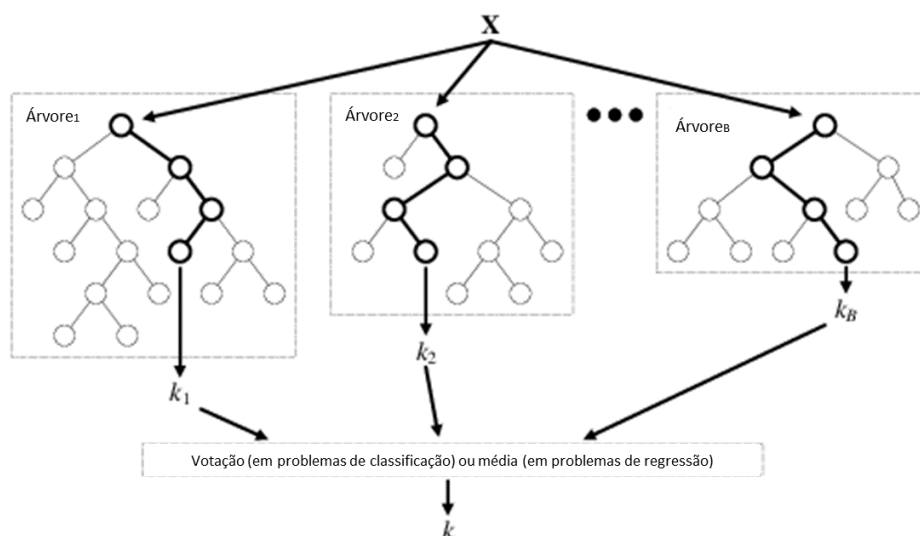 X
Árvore1
Árvore2
ÁrvoreB
k1
k2
kB
Votação (em problemas de classificação) ou média (em problemas de regressão)
k